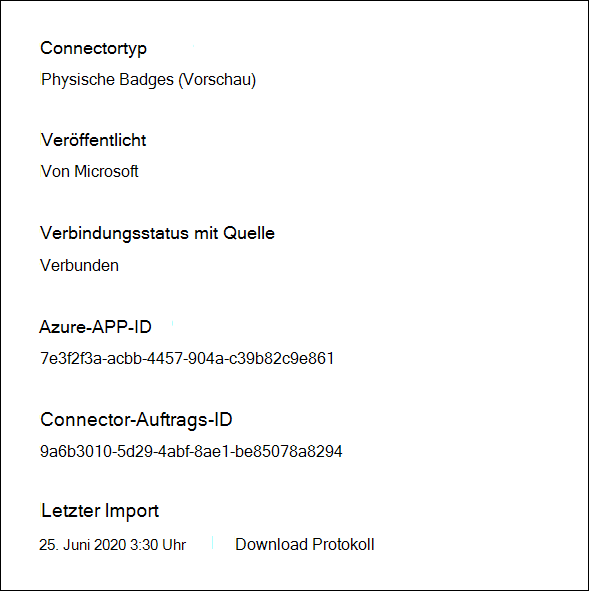 Connectortyp
Physische Badges (Vorschau)
Veröffentlicht
Von Microsoft
Verbindungsstatus mit Quelle
Verbunden
Azure-APP-ID
7e3f2f3a-acbb-4457-904a-c39b82c9e861
Connector-Auftrags-ID
9a6b3010-5d29-4abf-8ae1-be85078a8294
Letzter Import
25. Juni 2020 3:30 Uhr Download Protokoll